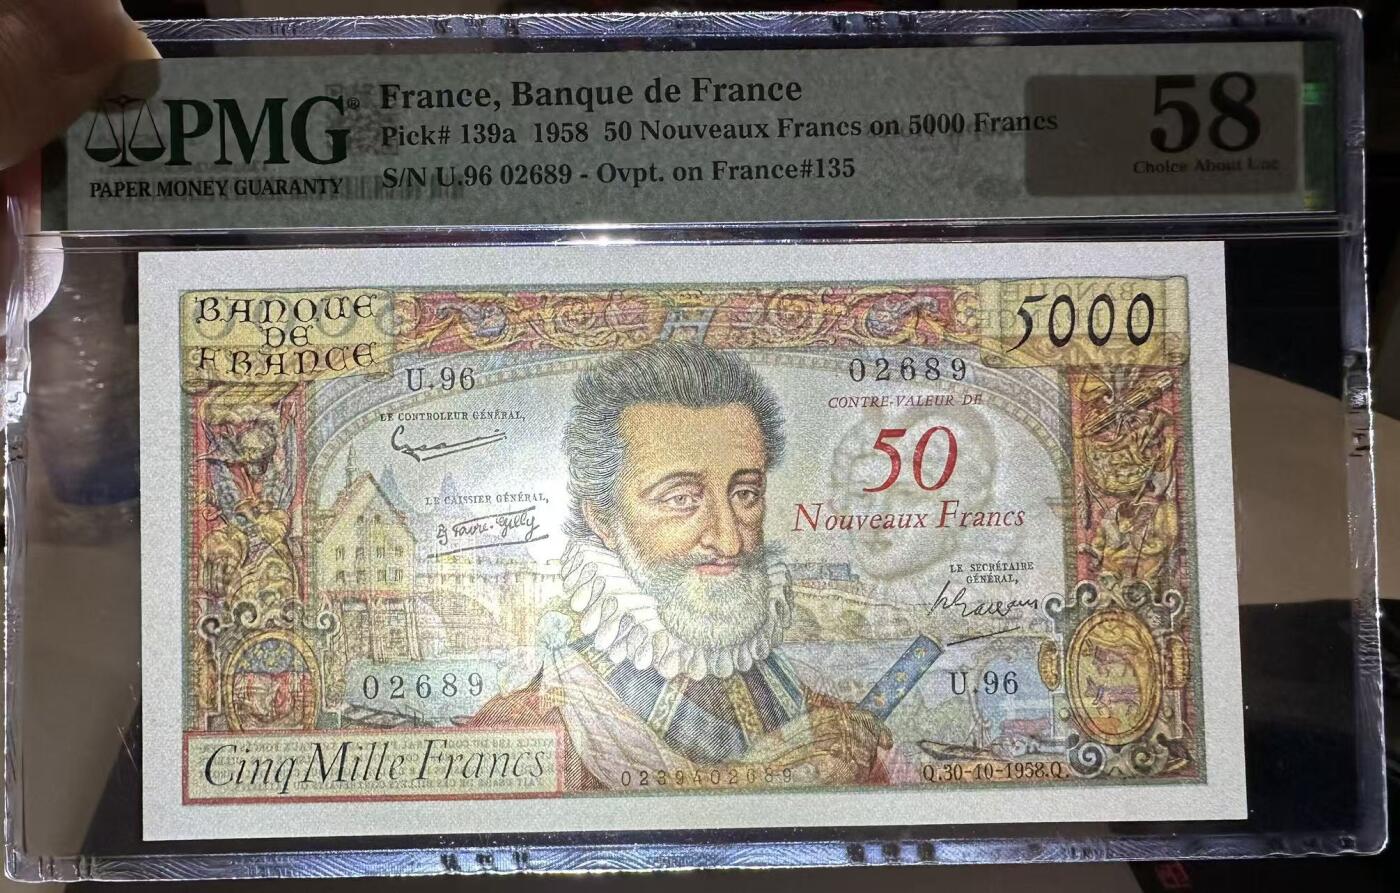 PMG®
PAPER MONEY GUARANTY
France, Banque de France
Pick# 139a 1958 50 Nouveaux Francs on 5000 Francs
S/N U.96 02689 - Ovpt. on France#135
58
Choice About Unc
BANQUE
DE
FRANCE
5000
U.96
02689
LE CONTROLEUR GÉNÉRAL,
CONTRE-VALEUR DE
50
Nouveaux Francs
LE CAISSIER GÉNÉRAL,
Favre-Gilly
LE SECRÉTAIRE
GÉNÉRAL,
02689
U.96
Cinq Mille Francs
0239402689
Q.30-10-1958.Q.